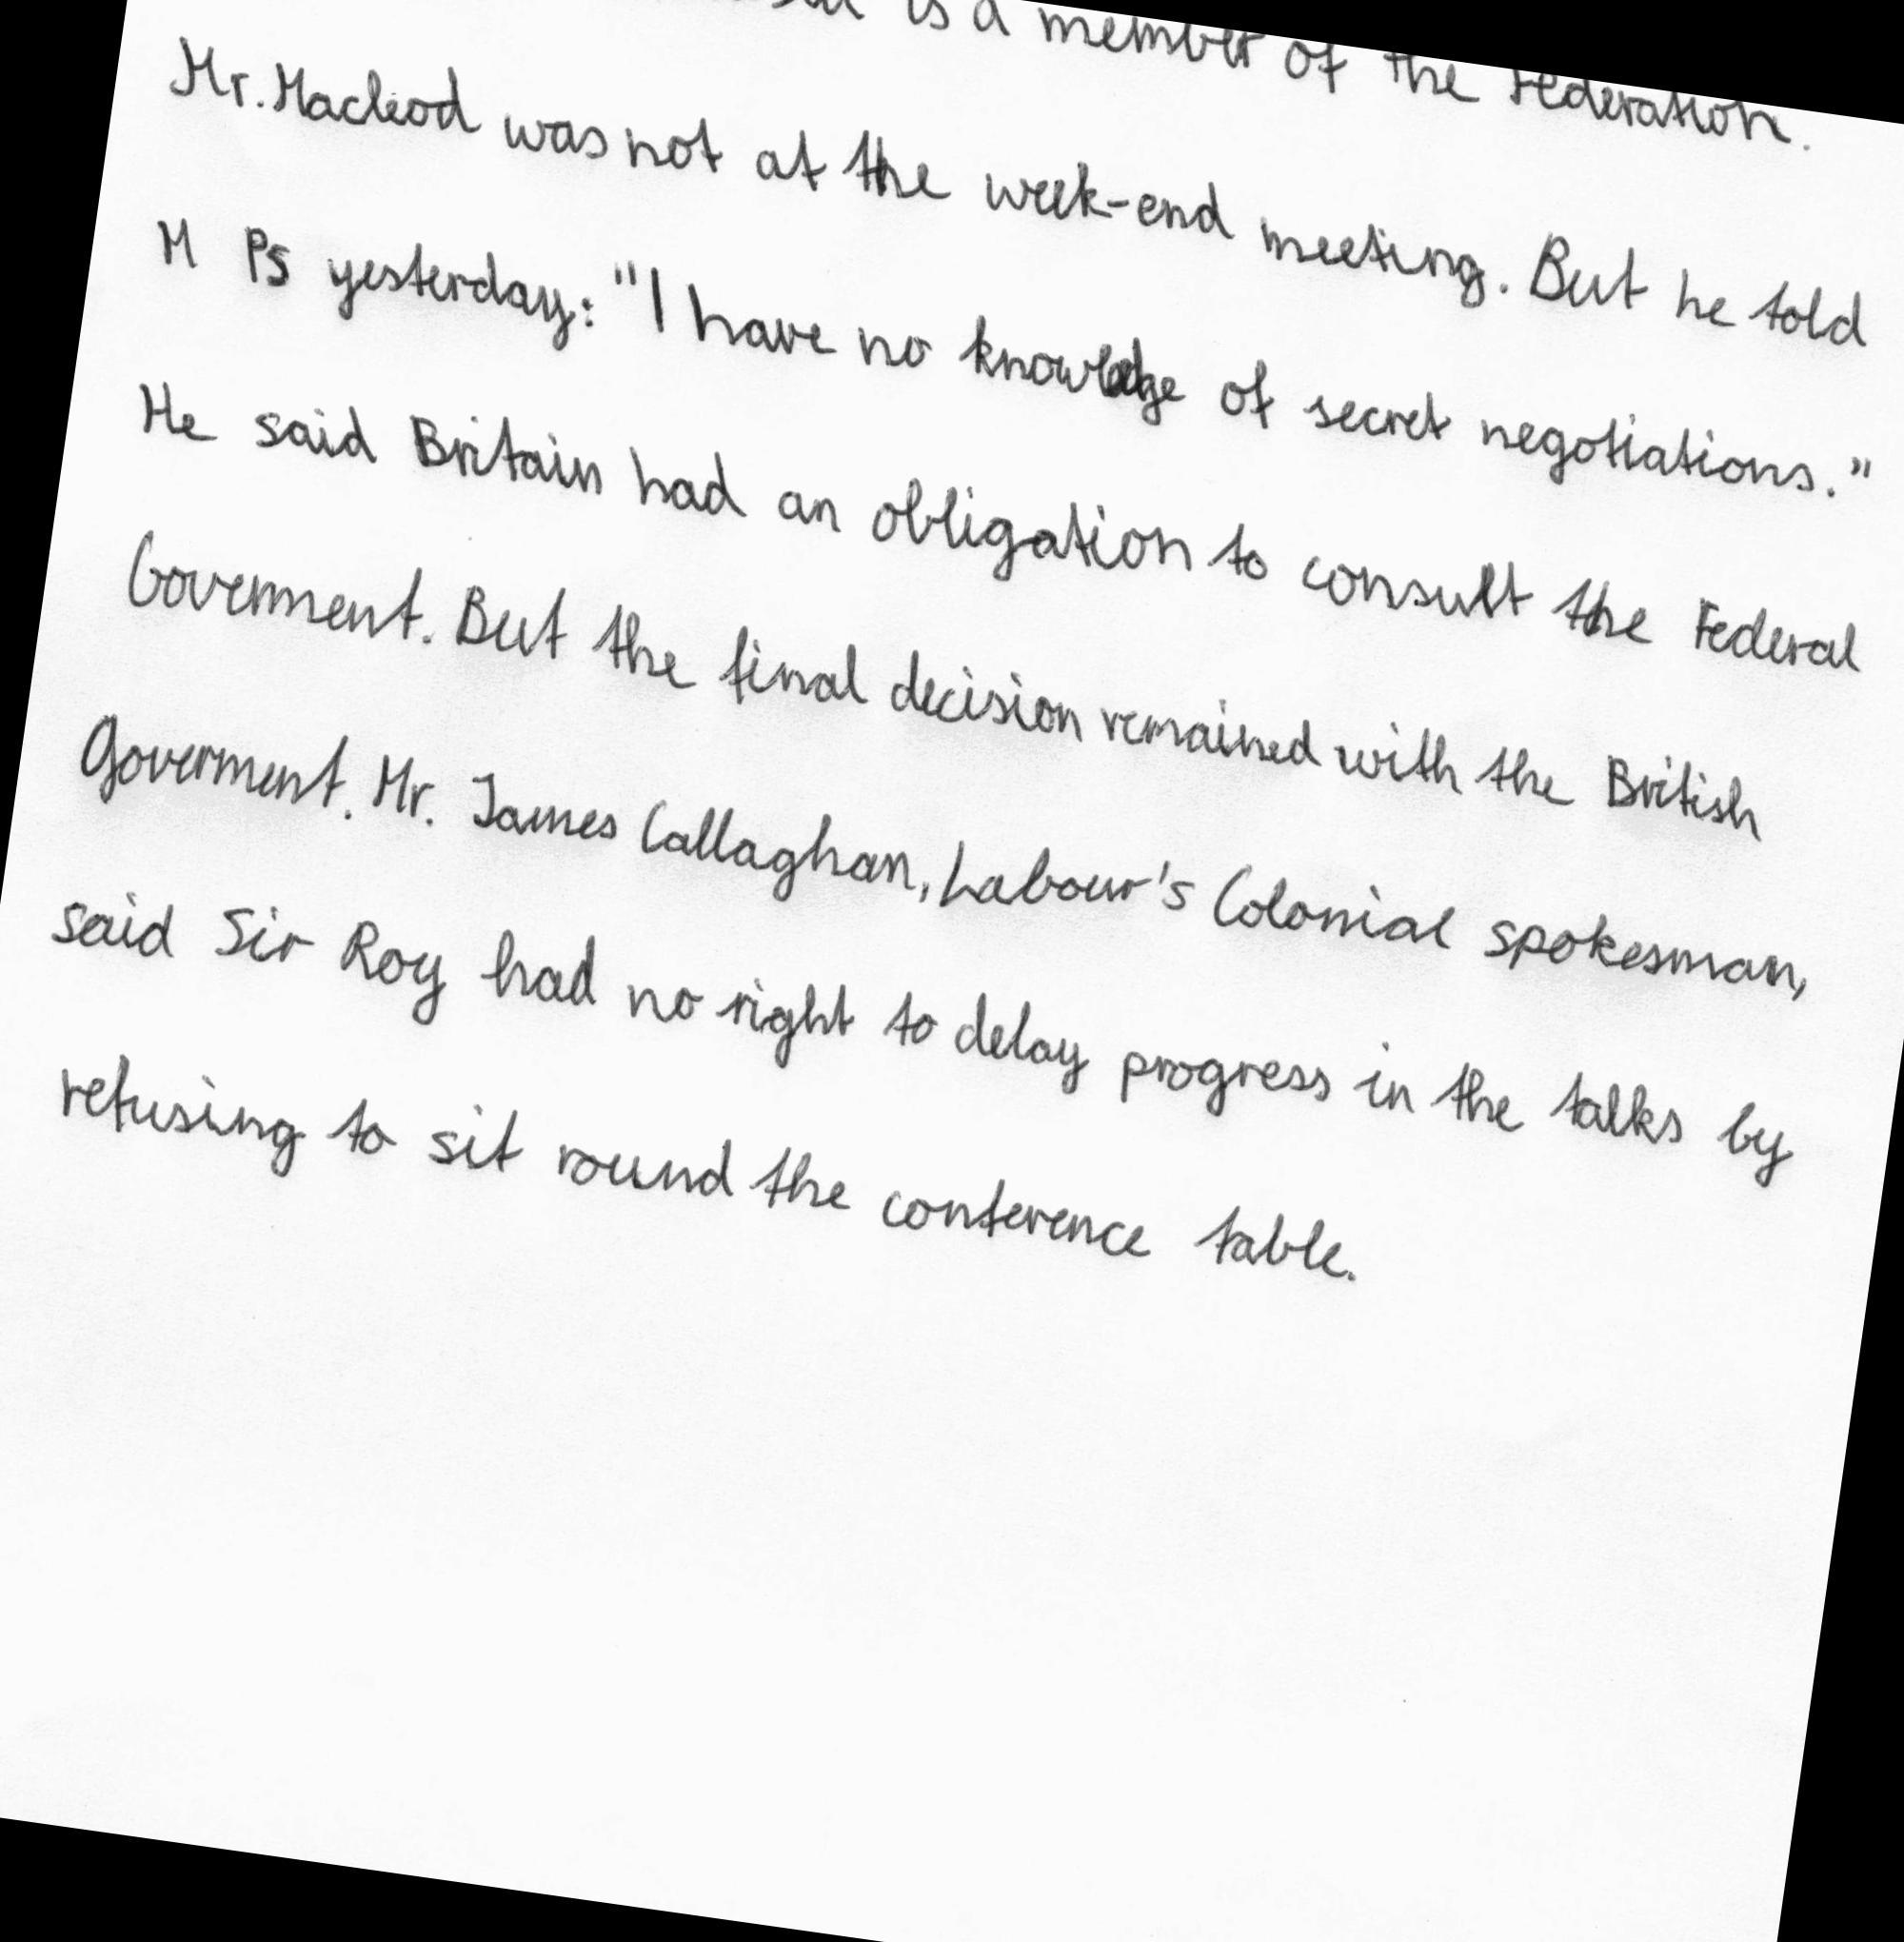 is a member of the Federation.
Mr. Macleod was not at the week-end meeting. But he told
M Ps yesterday: "I have no knowledge of secret negotiations."
He said Britain had an obligation to consult the Federal
Goverment. But the final decision remained with the British
Goverment. Mr. James Callaghan, Labour's Colonial spokesman,
said Sir Roy had no right to delay progress in the talks by
refusing to sit round the conference table.